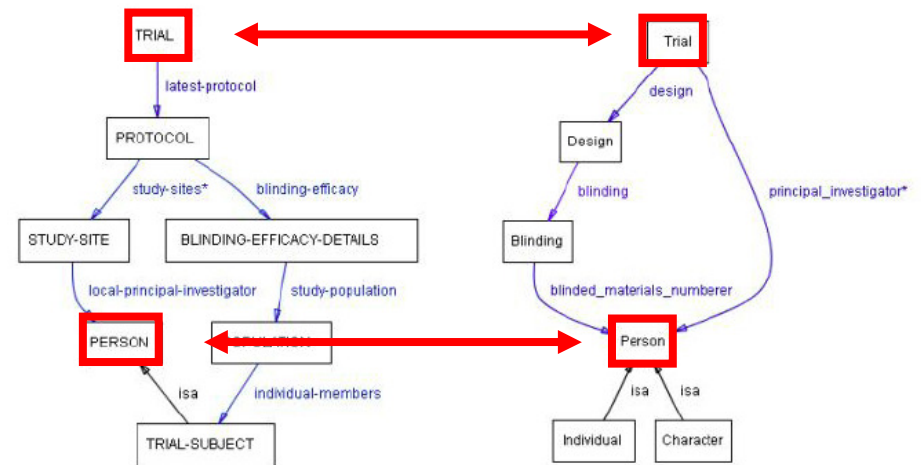 TRIAL
Trial
latest-protocol
design
PROTOCOL
Design
study-sites*
blinding-efficacy
blinding
principal_investigator*
STUDY-SITE
BLINDING-EFFICACY-DETAILS
Blinding
local-principal-investigator
study-population
blinded_materials_numberer
PERSON
Person
isa
individual-members
isa
isa
TRIAL-SUBJECT
Individual
Character